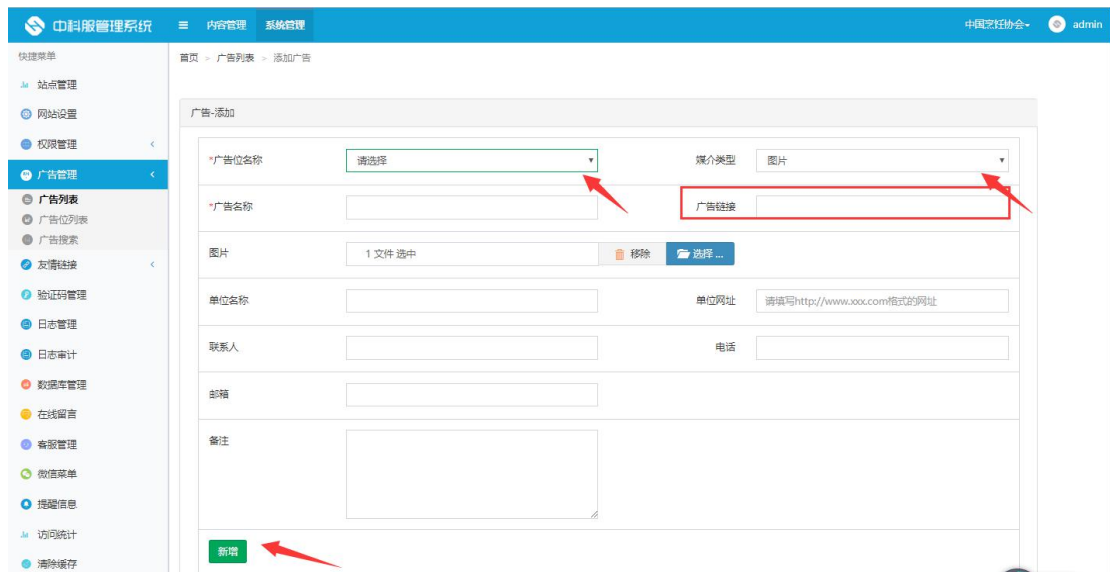 中科服管理系统 内容管理 系统管理 中国烹饪协会 admin
快捷菜单
首页 > 广告列表 > 添加广告
站点管理
网站设置
广告-添加
权限管理
*广告位名称 请选择 媒介类型 图片
广告管理
广告列表
*广告名称 广告链接
广告位列表
广告搜索
图片 1 文件 选中 移除 选择 ...
友情链接
验证码管理
单位名称 单位网址 请填写http://www.xxx.com格式的网址
日志管理
联系人 电话
日志审计
数据库管理
邮箱
在线留言
备注
客服管理
微信菜单
提醒信息
访问统计
新增
清除缓存